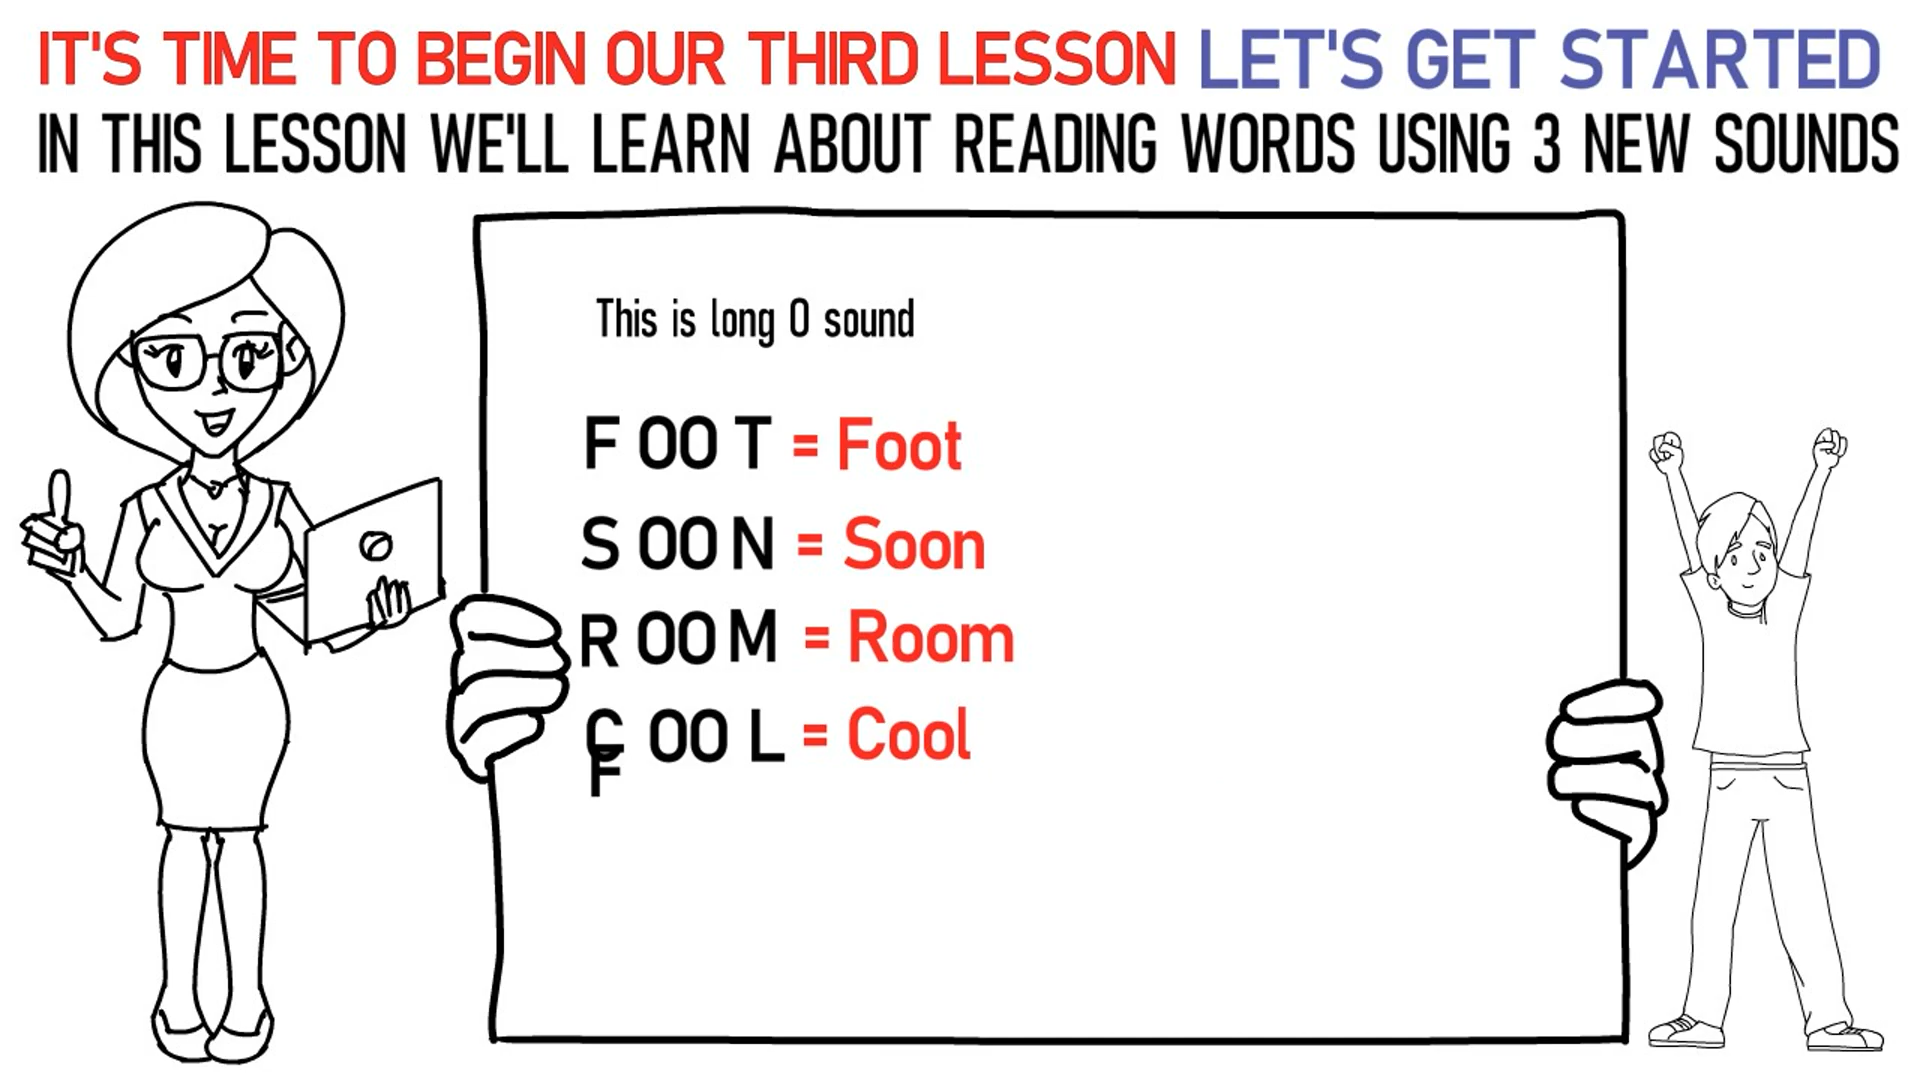 IT'S TIME TO BEGIN OUR THIRD LESSON LET'S GET STARTED
IN THIS LESSON WE'LL LEARN ABOUT READING WORDS USING 3 NEW SOUNDS
This is long O sound
F OO T = Foot
S OO N = Soon
R OO M = Room
C OO L = Cool
F